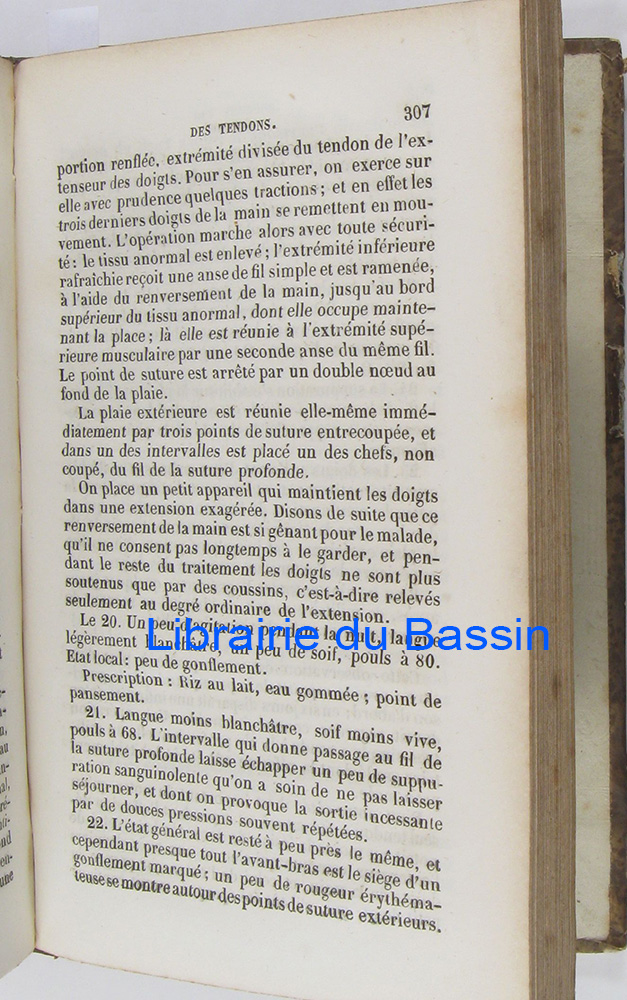 DES TENDONS. 307
portion renflée, extrémité divisée du tendon de l'ex-
tenseur des doigts. Pour s'en assurer, on exerce sur
elle avec prudence quelques tractions; et en effet les
trois derniers doigts de la main se remettent en mou-
vement. L'opération marche alors avec toute sécuri-
té: le tissu anormal est enlevé; l'extrémité inférieure
rafraîchie reçoit une anse de fil simple et est ramenée,
à l'aide du renversement de la main, jusqu'au bord
supérieur du tissu anormal, dont elle occupe mainte-
nant la place; là elle est réunie à l'extrémité supé-
rieure musculaire par une seconde anse du même fil.
Le point de suture est arrêté par un double nœud au
fond de la plaie.
La plaie extérieure est réunie elle-même immé-
diatement par trois points de suture entrecoupée, et
dans un des intervalles est placé un des chefs, non
coupé, du fil de la suture profonde.
On place un petit appareil qui maintient les doigts
dans une extension exagérée. Disons de suite que ce
renversement de la main est si gênant pour le malade,
qu'il ne consent pas longtemps à le garder, et pen-
dant le reste du traitement les doigts ne sont plus
soutenus que par des coussins, c'est-à-dire relevés
seulement au degré ordinaire de l'extension.
Le 20. Un peu d'agitation pendant la nuit, langue
légèrement blanchâtre, un peu de soif, pouls à 80.
Etat local: peu de gonflement.
Prescription: Riz au lait, eau gommée; point de
pansement.
21. Langue moins blanchâtre, soif moins vive,
pouls à 68. L'intervalle qui donne passage au fil de
la suture profonde laisse échapper un peu de suppu-
ration sanguinolente qu'on a soin de ne pas laisser
séjourner, et dont on provoque la sortie incessante
par de douces pressions souvent répétées.
22. L'état général est resté à peu près le même, et
cependant presque tout l'avant-bras est le siège d'un
gonflement marqué; un peu de rougeur érythéma-
teuse se montre autour des points de suture extérieurs.
Librairie du Bassin